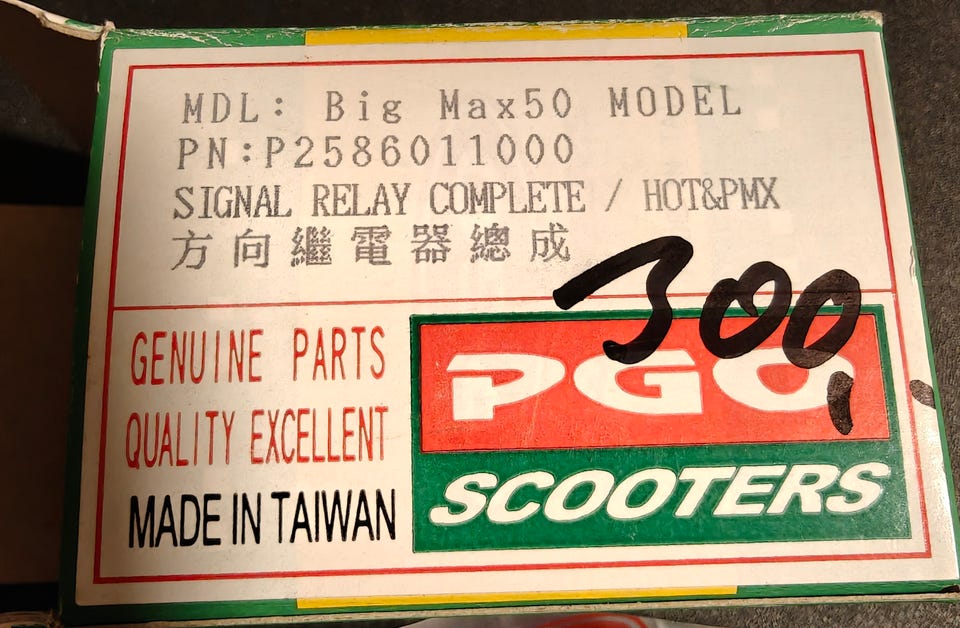 MDL: Big Max50 MODEL
PN:P2586011000
SIGNAL RELAY COMPLETE / HOT&PMX
方向繼電器總成
300,-
GENUINE PARTS
QUALITY EXCELLENT
MADE IN TAIWAN
PGO
SCOOTERS